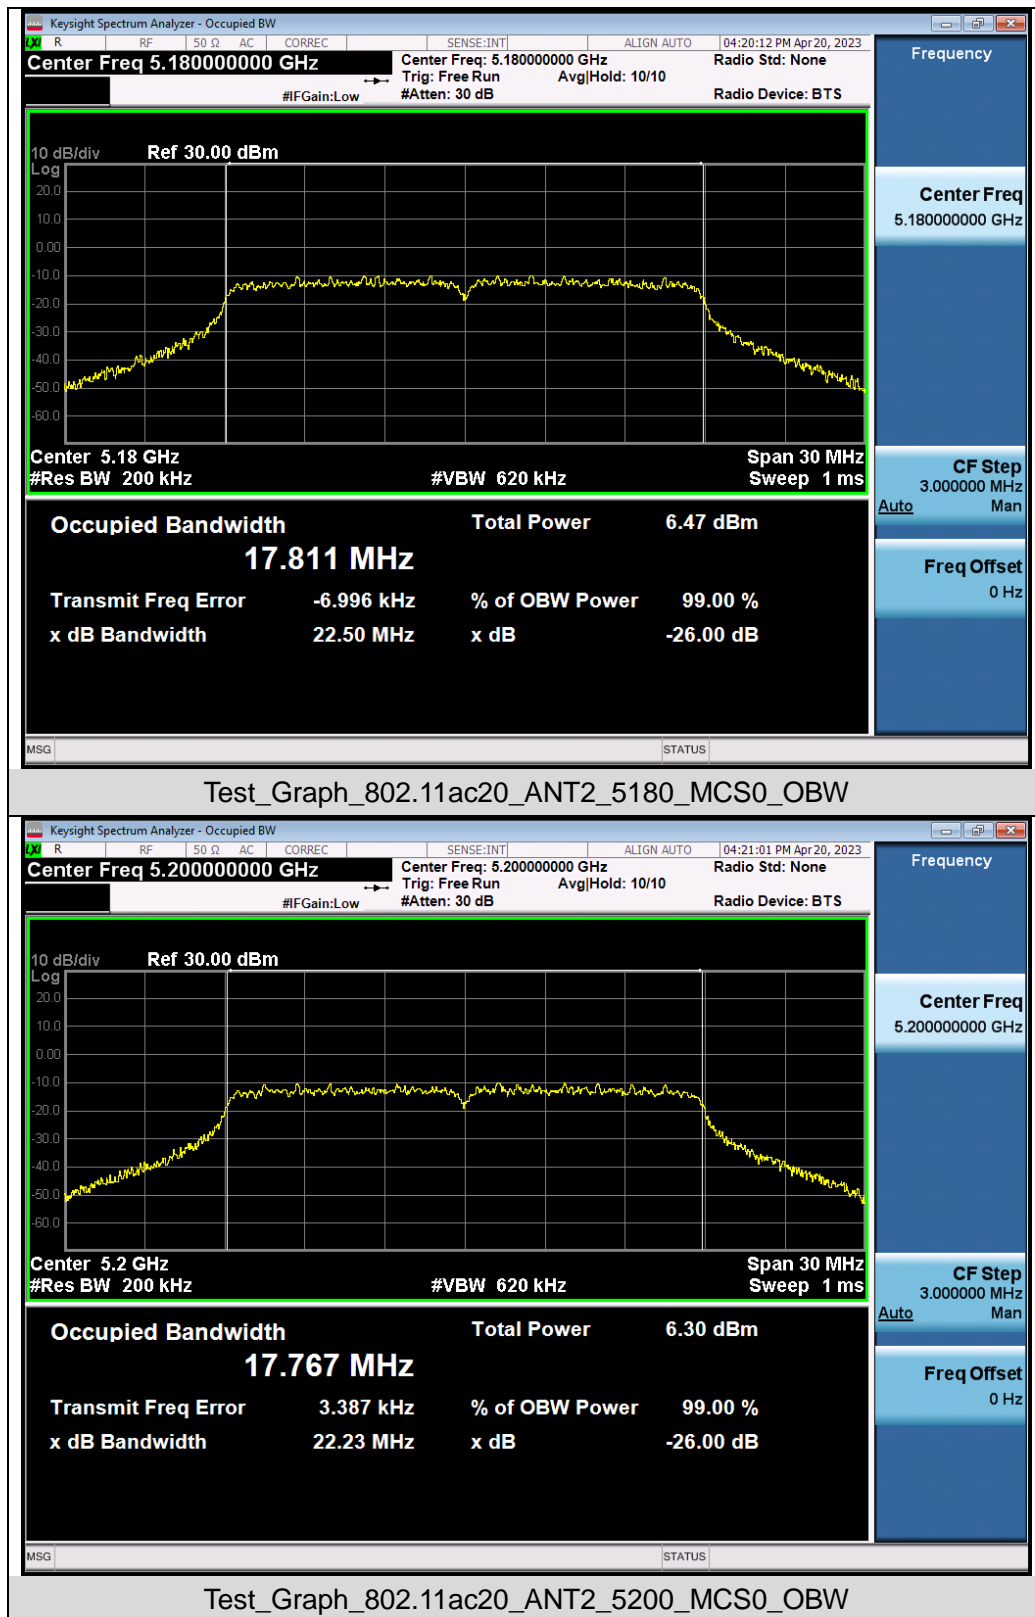 Keysight Spectrum Analyzer - Occupied BW
LXI R RF 50 Ω AC CORREC SENSE:INT ALIGN AUTO 04:20:12 PM Apr 20, 2023
Center Freq 5.180000000 GHz Center Freq: 5.180000000 GHz Radio Std: None
Trig: Free Run Avg|Hold: 10/10
#IFGain:Low #Atten: 30 dB Radio Device: BTS
10 dB/div Ref 30.00 dBm
Log
20.0
10.0
0.00
-10.0
-20.0
-30.0
-40.0
-50.0
-60.0
Center 5.18 GHz Span 30 MHz
#Res BW 200 kHz #VBW 620 kHz Sweep 1 ms
Occupied Bandwidth Total Power 6.47 dBm
17.811 MHz
Transmit Freq Error -6.996 kHz % of OBW Power 99.00 %
x dB Bandwidth 22.50 MHz x dB -26.00 dB
Frequency
Center Freq
5.180000000 GHz
CF Step
3.000000 MHz
Auto Man
Freq Offset
0 Hz
MSG STATUS
Test_Graph_802.11ac20_ANT2_5180_MCS0_OBW
Keysight Spectrum Analyzer - Occupied BW
LXI R RF 50 Ω AC CORREC SENSE:INT ALIGN AUTO 04:21:01 PM Apr 20, 2023
Center Freq 5.200000000 GHz Center Freq: 5.200000000 GHz Radio Std: None
Trig: Free Run Avg|Hold: 10/10
#IFGain:Low #Atten: 30 dB Radio Device: BTS
10 dB/div Ref 30.00 dBm
Log
20.0
10.0
0.00
-10.0
-20.0
-30.0
-40.0
-50.0
-60.0
Center 5.2 GHz Span 30 MHz
#Res BW 200 kHz #VBW 620 kHz Sweep 1 ms
Occupied Bandwidth Total Power 6.30 dBm
17.767 MHz
Transmit Freq Error 3.387 kHz % of OBW Power 99.00 %
x dB Bandwidth 22.23 MHz x dB -26.00 dB
Frequency
Center Freq
5.200000000 GHz
CF Step
3.000000 MHz
Auto Man
Freq Offset
0 Hz
MSG STATUS
Test_Graph_802.11ac20_ANT2_5200_MCS0_OBW